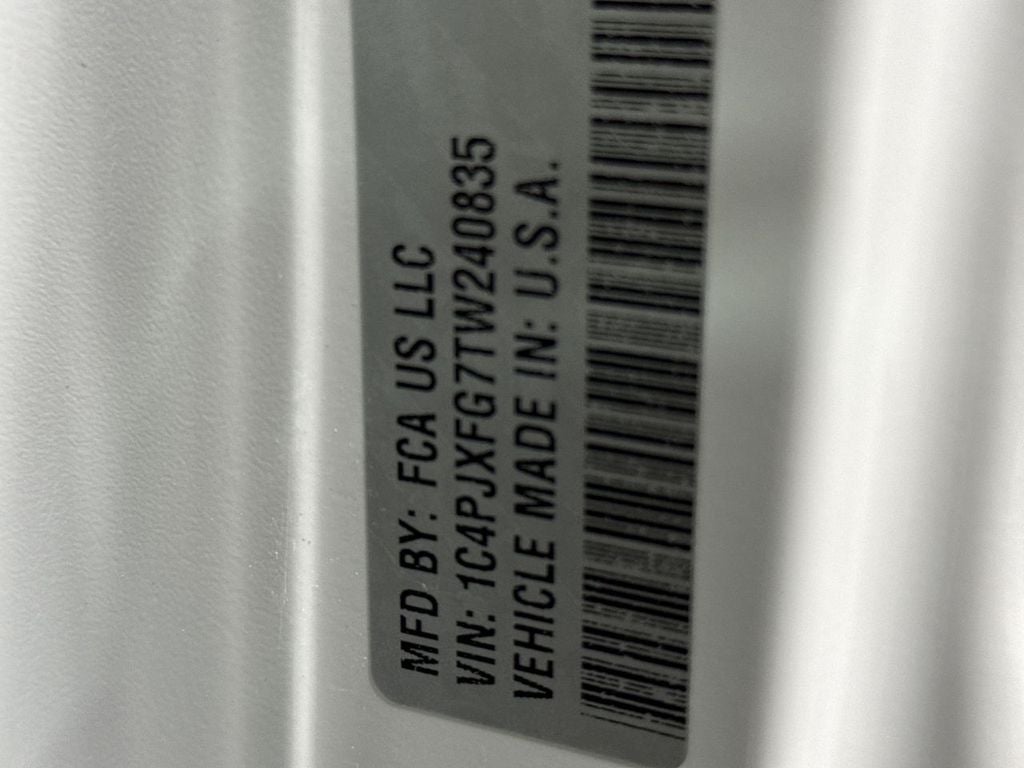 MFD BY: FCA US LLC
VIN: 1C4PJXFG7TW240835
VEHICLE MADE IN: U.S.A.